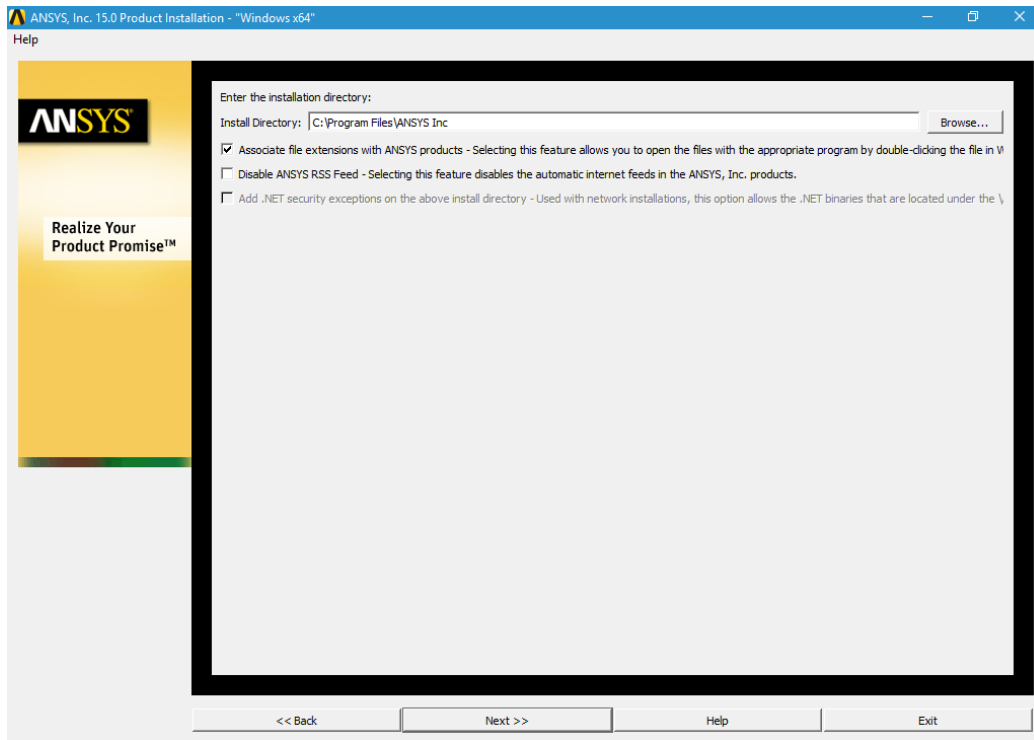 ANSYS, Inc. 15.0 Product Installation - "Windows x64"
Help
ANSYS
Realize Your
Product Promise™
Enter the installation directory:
Install Directory: C:\Program Files\ANSYS Inc Browse...
Associate file extensions with ANSYS products - Selecting this feature allows you to open the files with the appropriate program by double-clicking the file in
Disable ANSYS RSS Feed - Selecting this feature disables the automatic internet feeds in the ANSYS, Inc. products.
Add .NET security exceptions on the above install directory - Used with network installations, this option allows the .NET binaries that are located under the
<< Back Next >> Help Exit